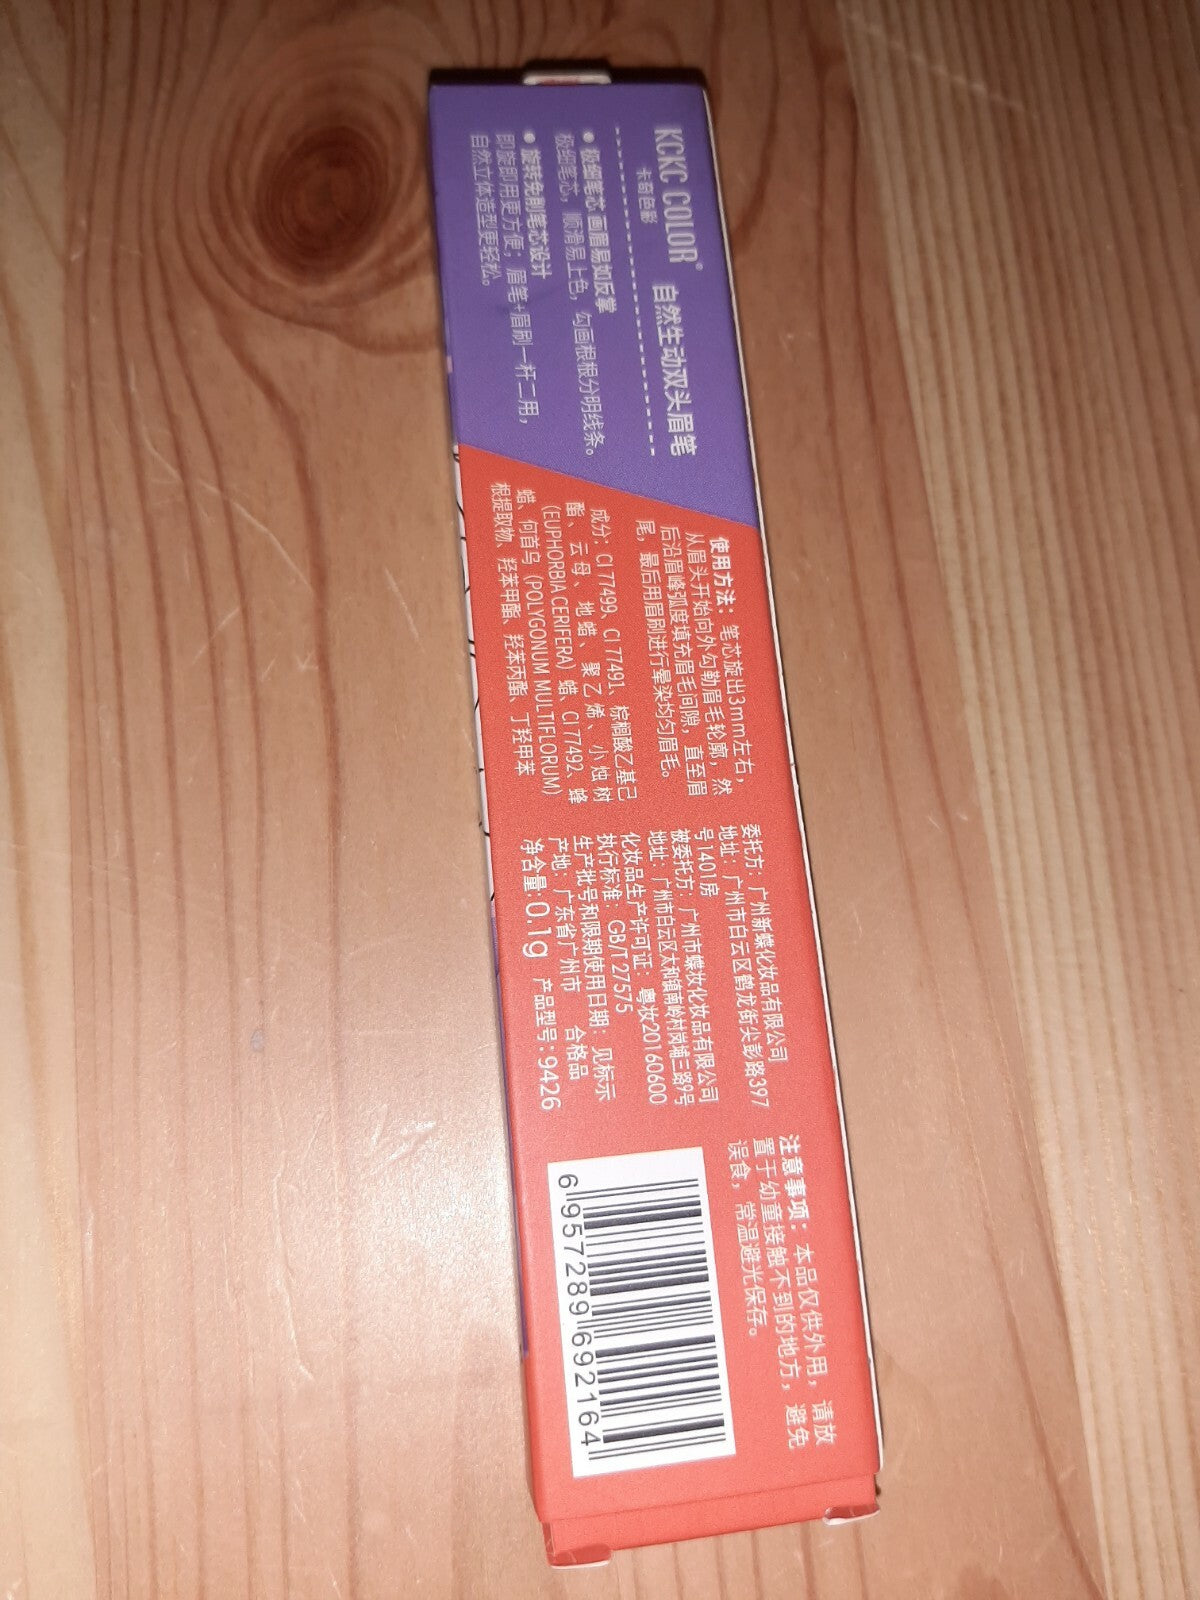 KCKC COLOR®
卡奇色彩
自然生动双头眉笔
● 极细笔芯 画眉易如反掌
极细笔芯，顺滑易上色，勾画根根分明线条。
● 旋转免削笔芯设计
即旋即用更方便；眉笔+眉刷一杆二用，
自然立体造型更轻松。
使用方法：笔芯旋出3mm左右，
从眉头开始向外勾勒眉毛轮廓，然
后沿眉峰弧度填充眉毛间隙，直至眉
尾，最后用眉刷进行晕染均匀眉毛。
成分：CI 77499、CI 77491、棕榈酸乙基己
酯、云母、地蜡、聚乙烯、小烛树
（EUPHORBIA CERIFERA）蜡、CI 77492、蜂
蜡、何首乌（POLYGONUM MULTIFLORUM）
根提取物、羟苯甲酯、羟苯丙酯、丁羟甲苯
委托方：广州新蝶化妆品有限公司
地址：广州市白云区鹤龙街尖彭路397
号1401房
被委托方：广州市蝶妆化妆品有限公司
地址：广州市白云区太和镇南岭村岗埔三路9号
化妆品生产许可证：粤妆20160600
执行标准：GB/T 27575
生产批号和限期使用日期：见标示
产地：广东省广州市 合格品
净含量:0.1g 产品型号:9426
注意事项：本品仅供外用，请放
置于幼童接触不到的地方，避免
误食，常温避光保存。
6 957289 692164